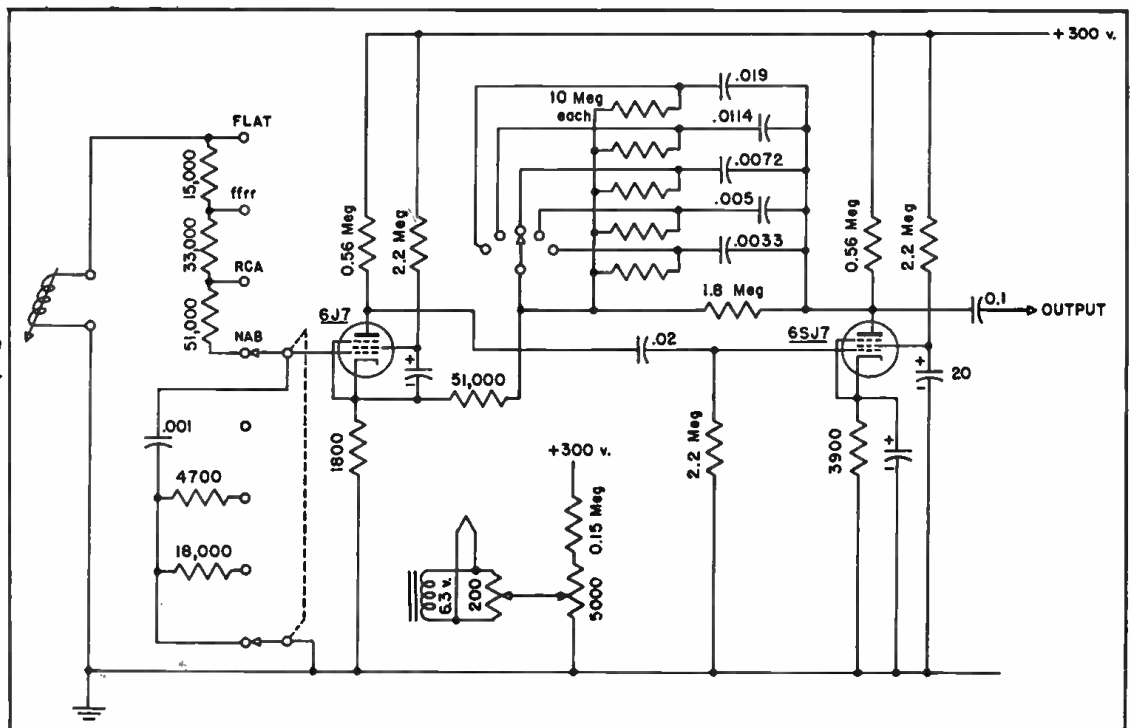 + 300 v.
FLAT
15,000
ffrr
33,000
RCA
51,000
NAB
.001
4700
18,000
0.56 Meg
2.2 Meg
6J7
+
51,000
1800
10 Meg
each
.019
.0114
.0072
.005
.0033
1.8 Meg
.02
2.2 Meg
+300 v.
0.15 Meg
5000
6.3 v.
200
0.56 Meg
2.2 Meg
6SJ7
0.1
OUTPUT
+
20
3900
+